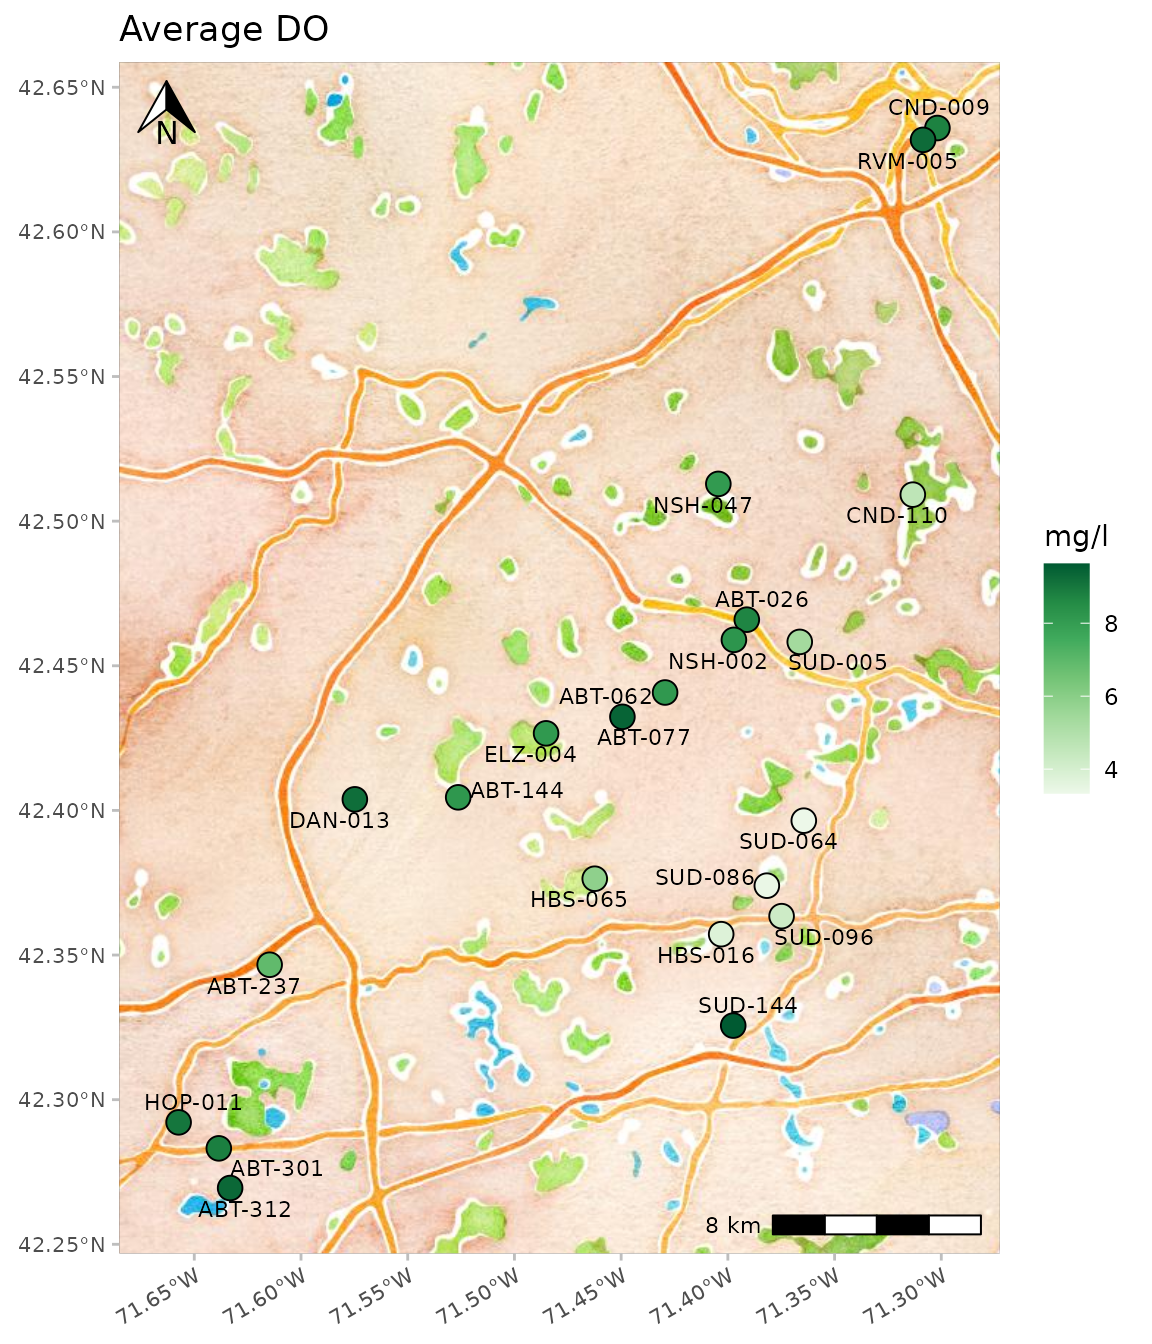 Average DO
42.65°N
42.60°N
42.55°N
42.50°N
42.45°N
42.40°N
42.35°N
42.30°N
42.25°N
N
CND-009
RVM-005
NSH-047
CND-110
ABT-026
NSH-002
SUD-005
ABT-062
ABT-077
ELZ-004
ABT-144
DAN-013
SUD-064
SUD-086
HBS-065
SUD-096
HBS-016
ABT-237
SUD-144
HOP-011
ABT-301
ABT-312
8 km
71.65°W
71.60°W
71.55°W
71.50°W
71.45°W
71.40°W
71.35°W
71.30°W
mg/l
8
6
4